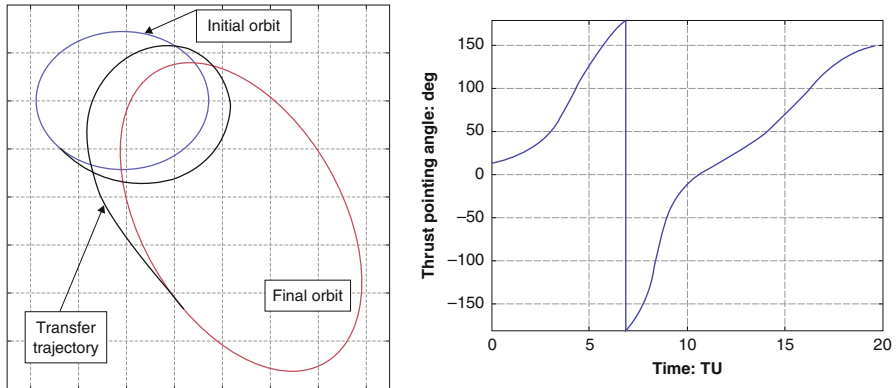 Initial orbit
Final orbit
Transfer
trajectory
Thrust pointing angle: deg
150
100
50
0
−50
−100
−150
0
5
10
15
20
Time: TU